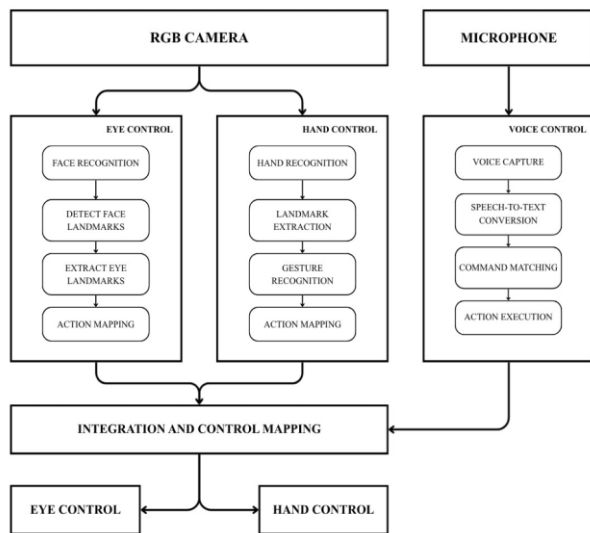 RGB CAMERA
MICROPHONE
EYE CONTROL
FACE RECOGNITION
DETECT FACE
LANDMARKS
EXTRACT EYE
LANDMARKS
ACTION MAPPING
HAND CONTROL
HAND RECOGNITION
LANDMARK
EXTRACTION
GESTURE
RECOGNITION
ACTION MAPPING
VOICE CONTROL
VOICE CAPTURE
SPEECH-TO-TEXT
CONVERSION
COMMAND MATCHING
ACTION EXECUTION
INTEGRATION AND CONTROL MAPPING
EYE CONTROL
HAND CONTROL